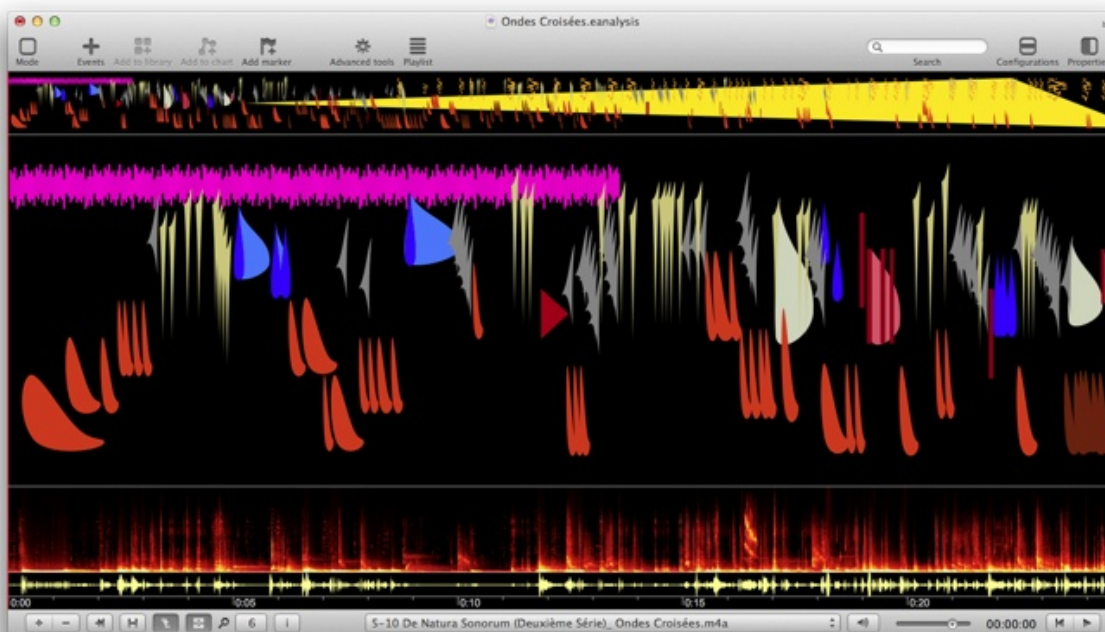 Ondes Croisées.eanalysis
Mode Events Add to library Add to chart Add marker Advanced tools Playlist Search Configurations
0:00 0:05 0:10 0:15 0:20
6 i S-10 De Natura Sonorum (Deuxième Série)_ Ondes Croisées.m4a 00:00:00